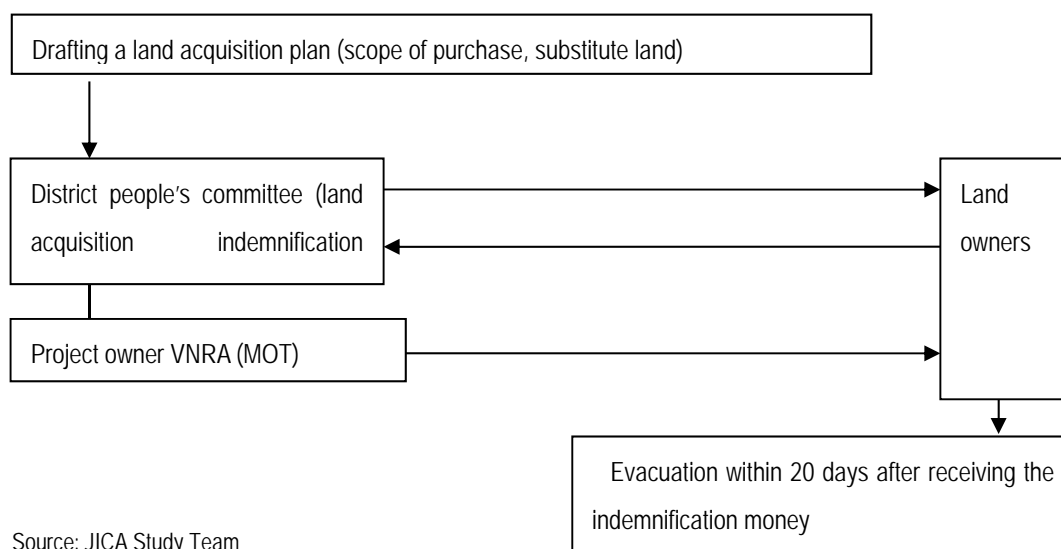 Drafting a land acquisition plan (scope of purchase, substitute land)
District people's committee (land
acquisition indemnification
Land
owners
Project owner VNRA (MOT)
Evacuation within 20 days after receiving the
indemnification money
Source: JICA Study Team